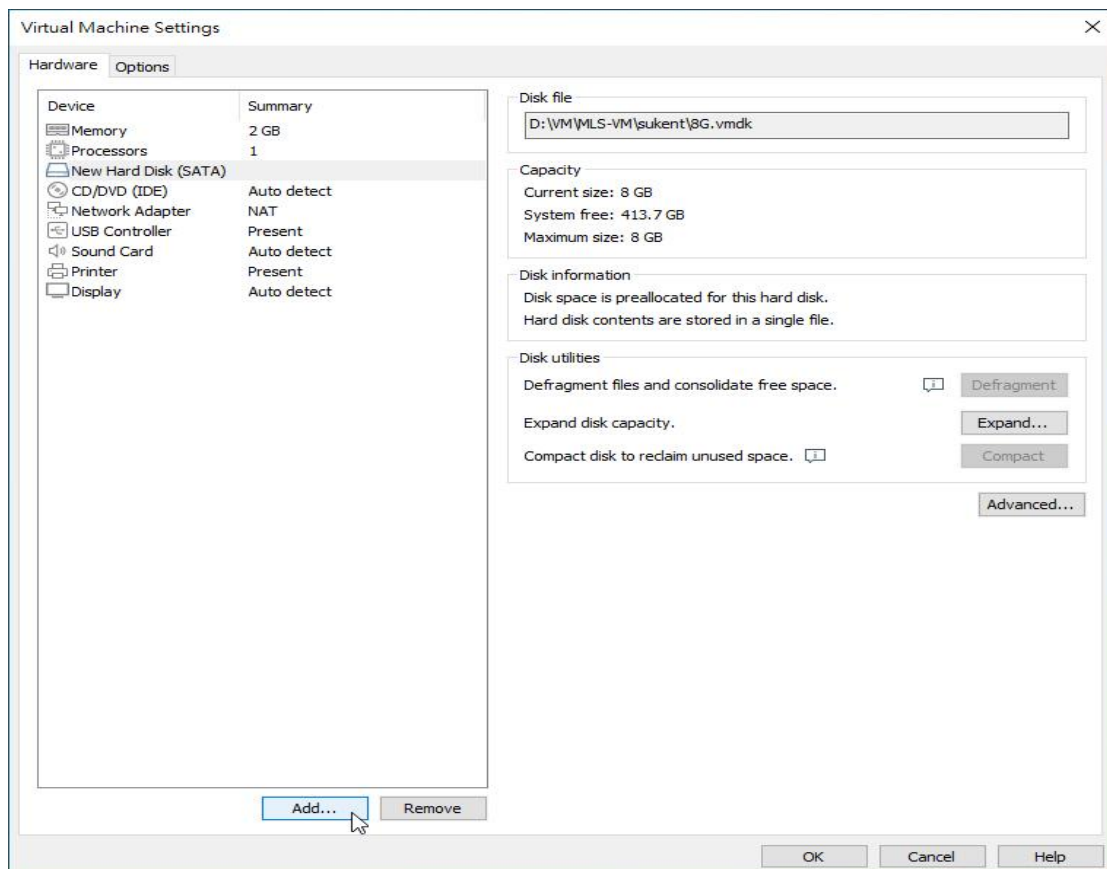 Virtual Machine Settings
Hardware Options
Device Summary
Memory 2 GB
Processors 1
New Hard Disk (SATA)
CD/DVD (IDE) Auto detect
Network Adapter NAT
USB Controller Present
Sound Card Auto detect
Printer Present
Display Auto detect
Add... Remove
Disk file
D:\VM\MLS-VM\sukent\8G.vmdk
Capacity
Current size: 8 GB
System free: 413.7 GB
Maximum size: 8 GB
Disk information
Disk space is preallocated for this hard disk.
Hard disk contents are stored in a single file.
Disk utilities
Defragment files and consolidate free space. Defragment
Expand disk capacity. Expand...
Compact disk to reclaim unused space. Compact
Advanced...
OK Cancel Help